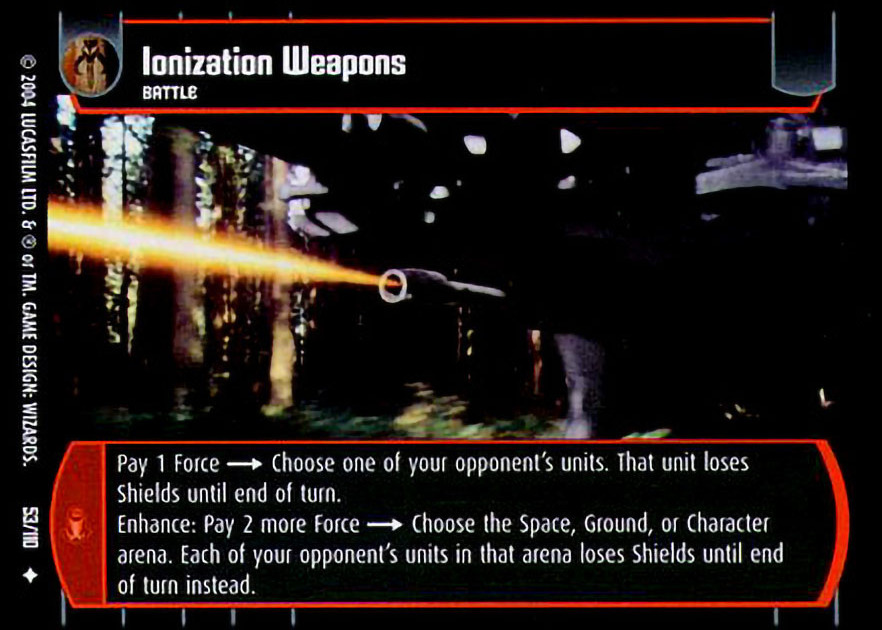 Ionization Weapons
BATTLE
Pay 1 Force → Choose one of your opponent's units. That unit loses
Shields until end of turn.
Enhance: Pay 2 more Force → Choose the Space, Ground, or Character
arena. Each of your opponent's units in that arena loses Shields until end
of turn instead.
© 2004 LUCASFILM LTD. & ® or TM. GAME DESIGN: WIZARDS. 53/110